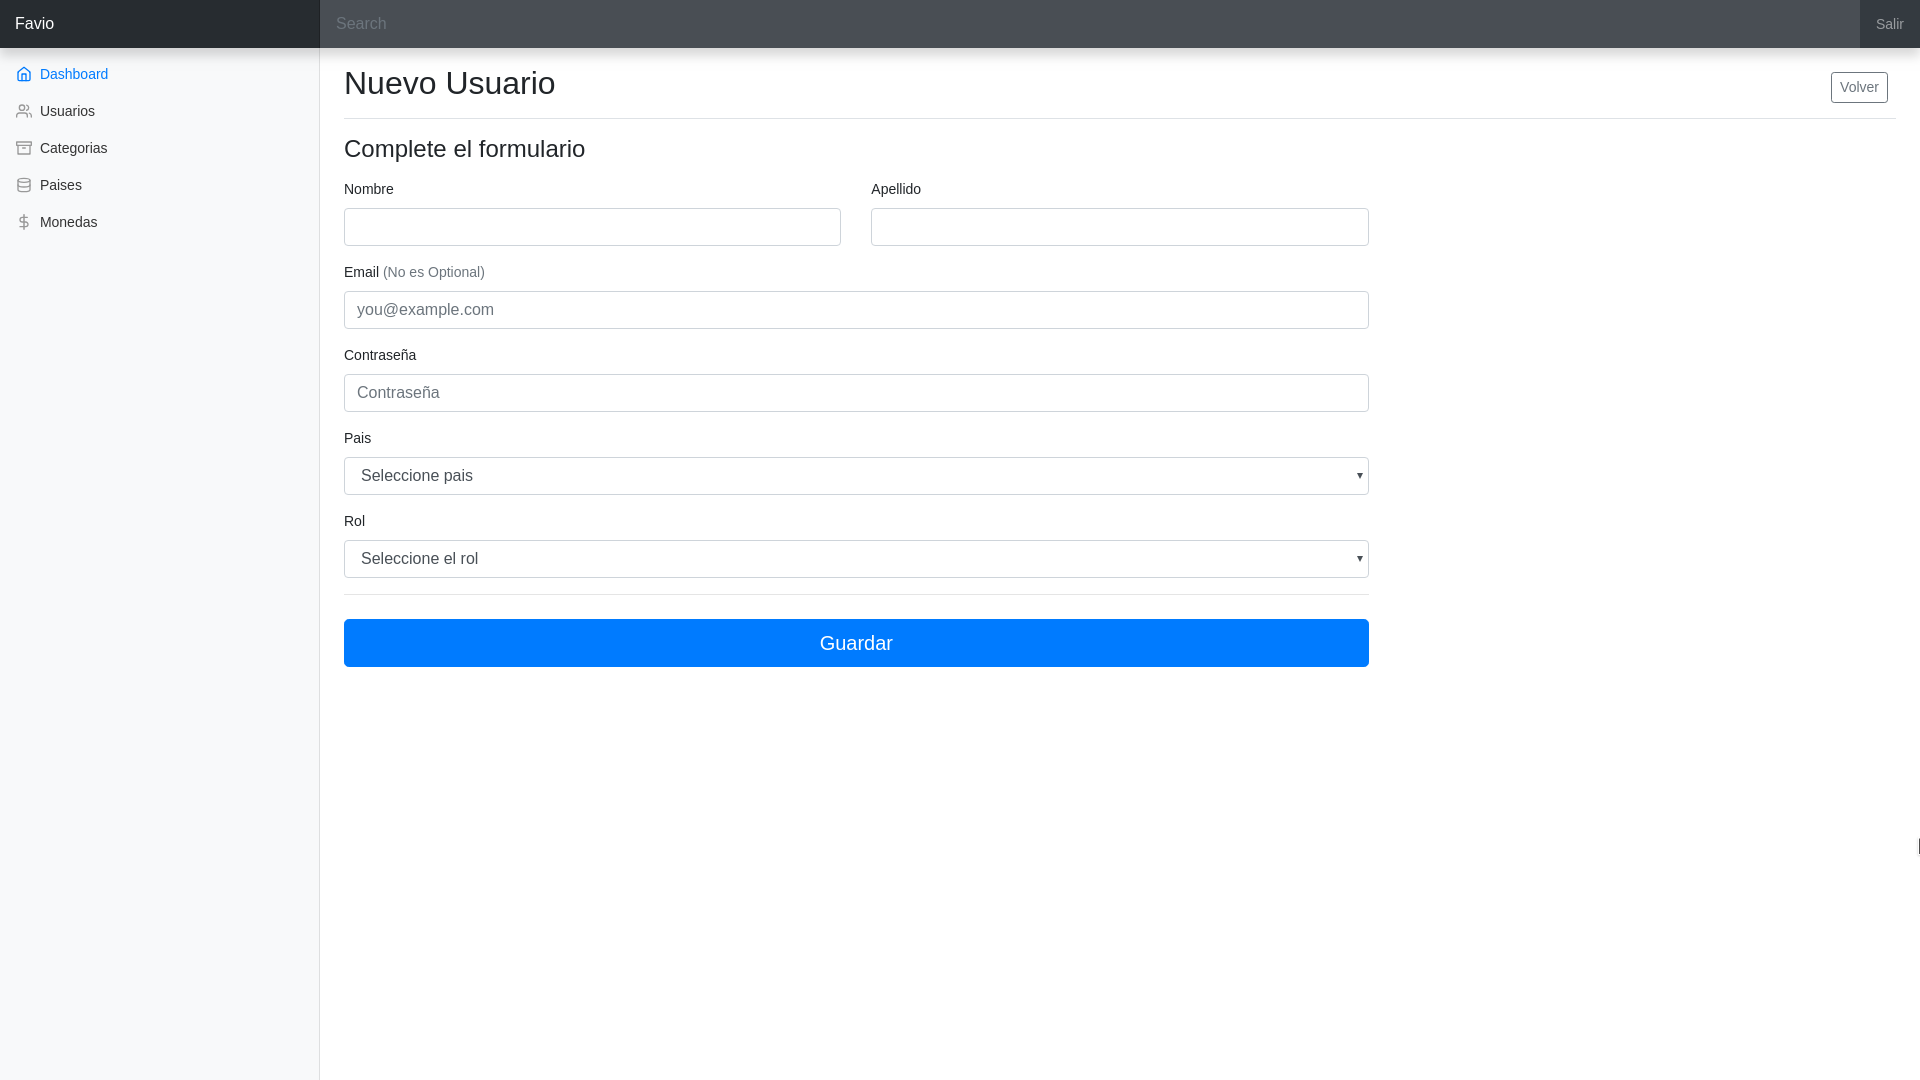 Favio
Search
Salir
Dashboard
Usuarios
Categorias
Paises
Monedas
Nuevo Usuario
Volver
Complete el formulario
Nombre
Apellido
Email (No es Optional)
you@example.com
Contraseña
Contraseña
Pais
Seleccione pais
Rol
Seleccione el rol
Guardar